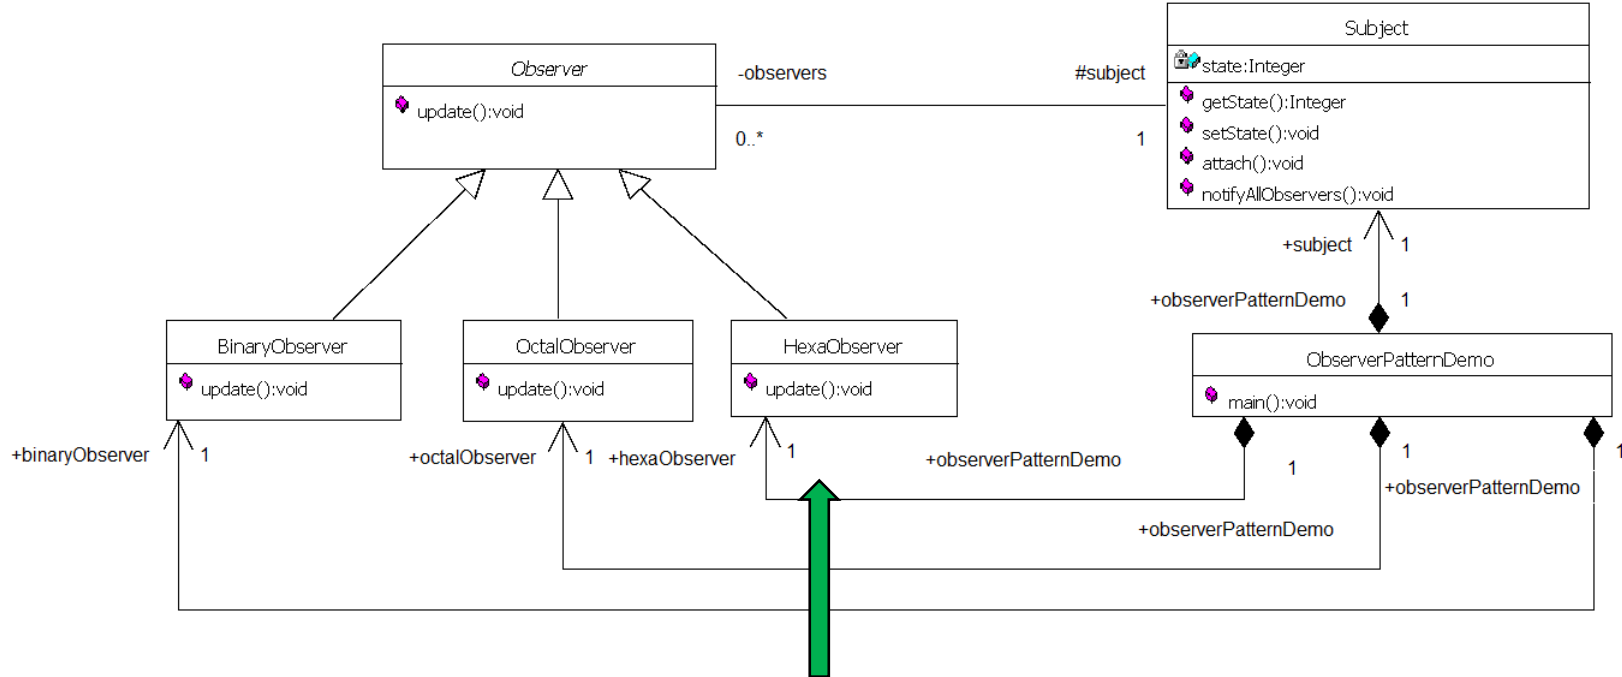 Subject
state:Integer
getState():Integer
setState():void
attach():void
notifyAllObservers():void
Observer
update():void
-observers
#subject
0..*
1
+subject
1
+observerPatternDemo
1
BinaryObserver
update():void
OctalObserver
update():void
HexaObserver
update():void
ObserverPatternDemo
main():void
+binaryObserver
1
+octalObserver
1
+hexaObserver
1
+observerPatternDemo
1
1
1
+observerPatternDemo
+observerPatternDemo